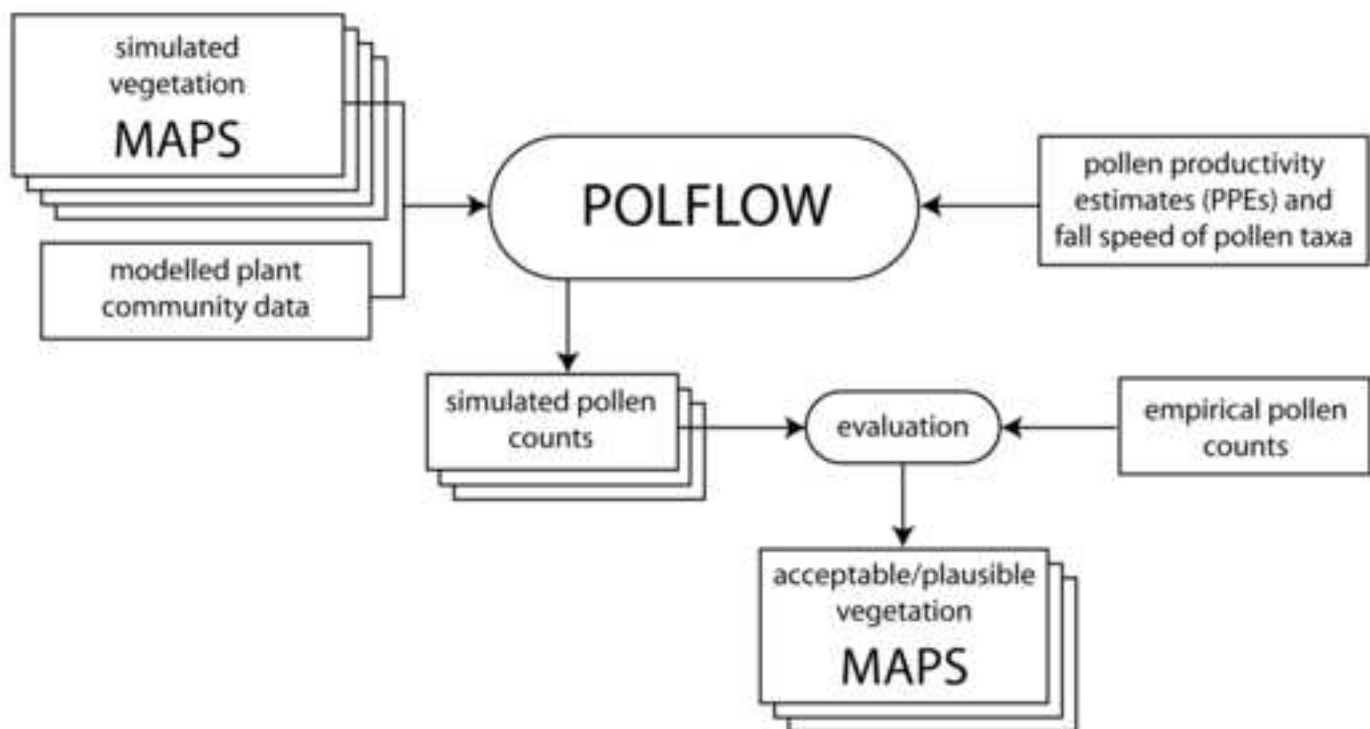 simulated
vegetation
MAPS
modelled plant
community data
POLFLOW
pollen productivity
estimates (PPEs) and
fall speed of pollen taxa
simulated pollen
counts
evaluation
empirical pollen
counts
acceptable/plausible
vegetation
MAPS